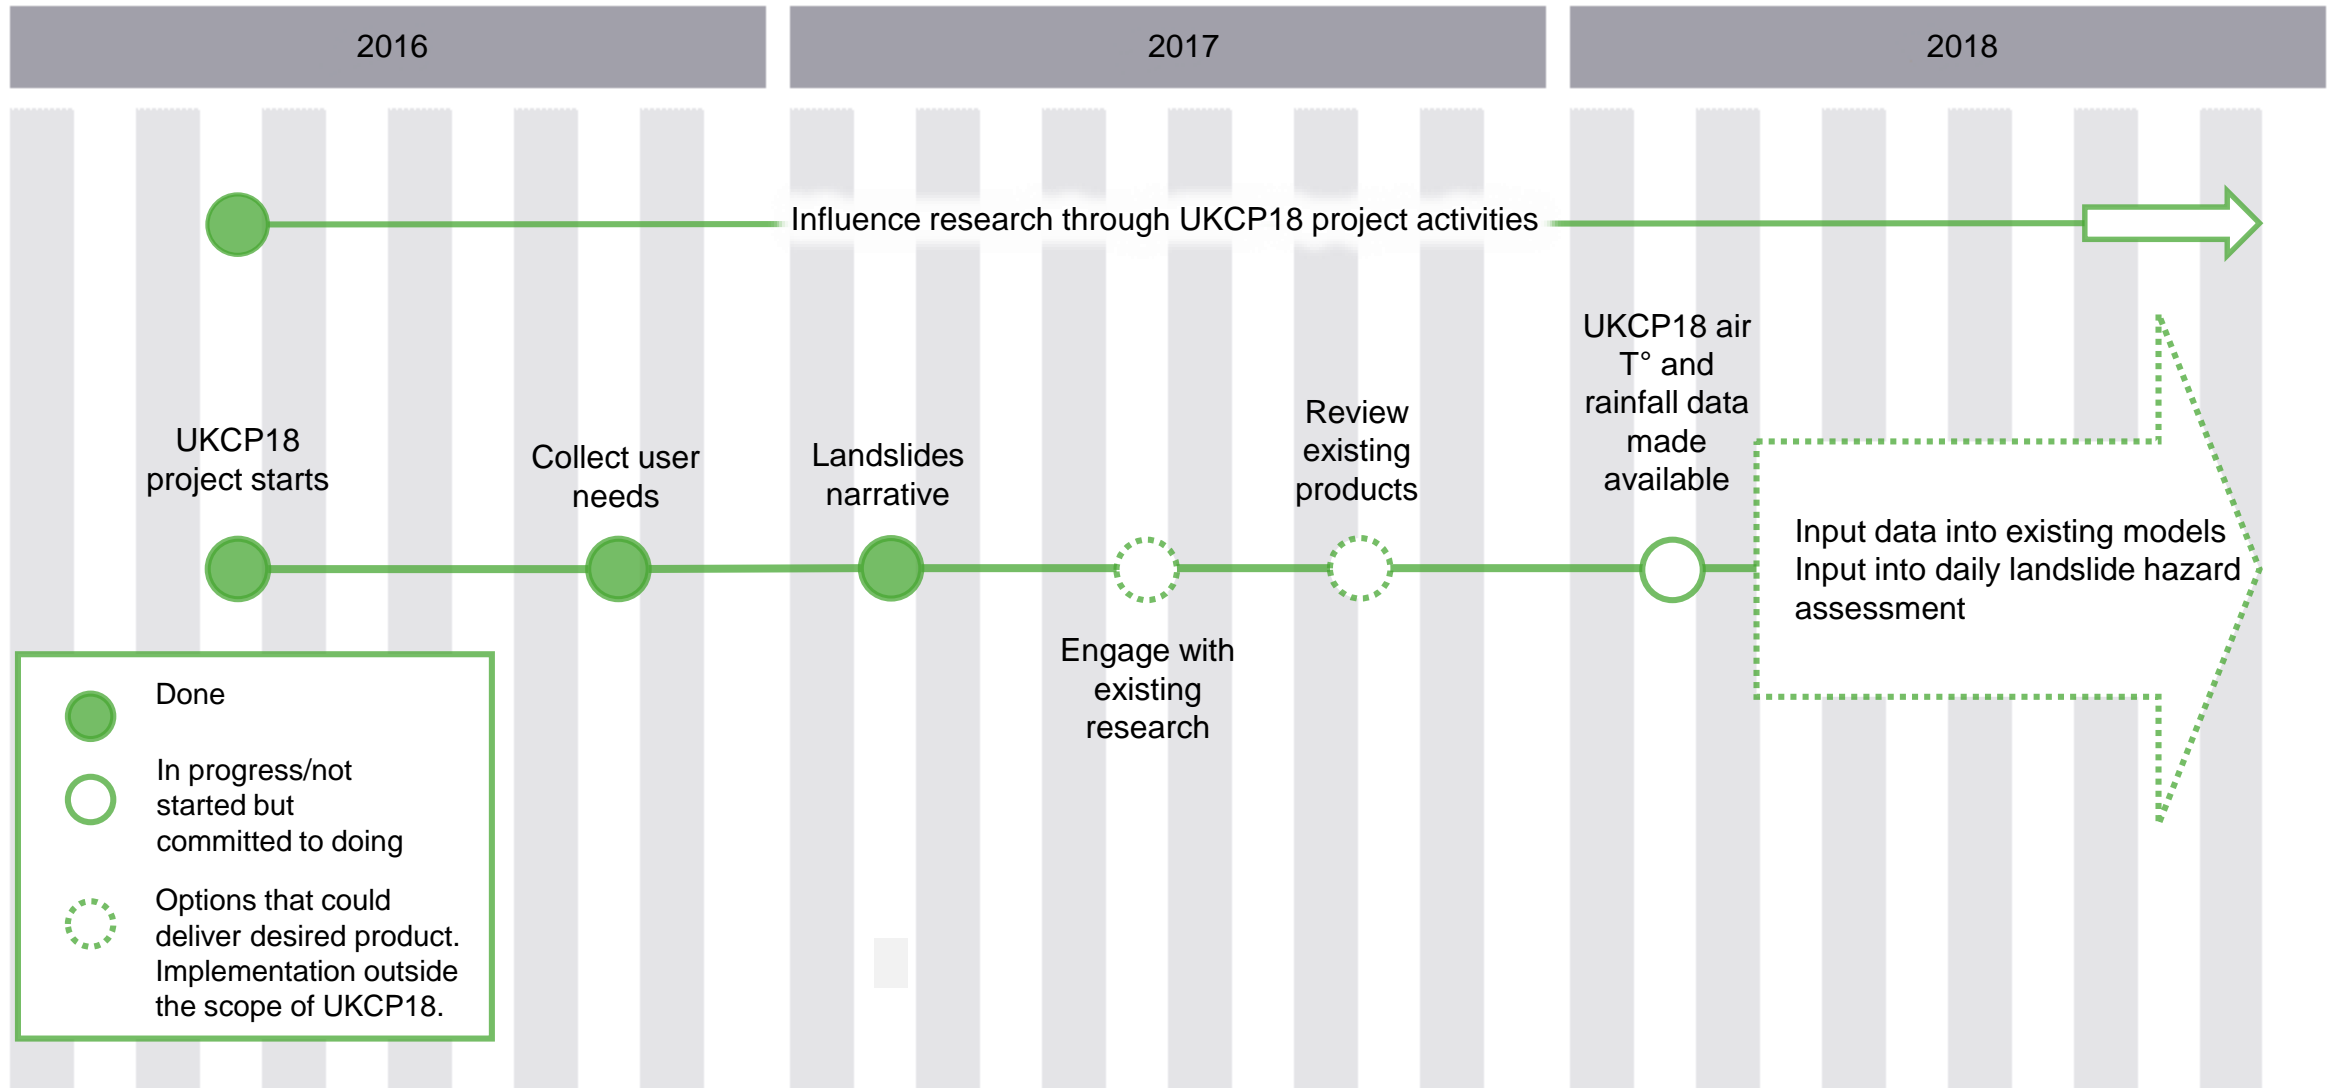 2016
2017
2018
Influence research through UKCP18 project activities
UKCP18
project starts
Collect user
needs
Landslides
narrative
Engage with
existing
research
Review
existing
products
UKCP18 air
T° and
rainfall data
made
available
Input data into existing models
Input into daily landslide hazard
assessment
Done
In progress/not
started but
committed to doing
Options that could
deliver desired product.
Implementation outside
the scope of UKCP18.